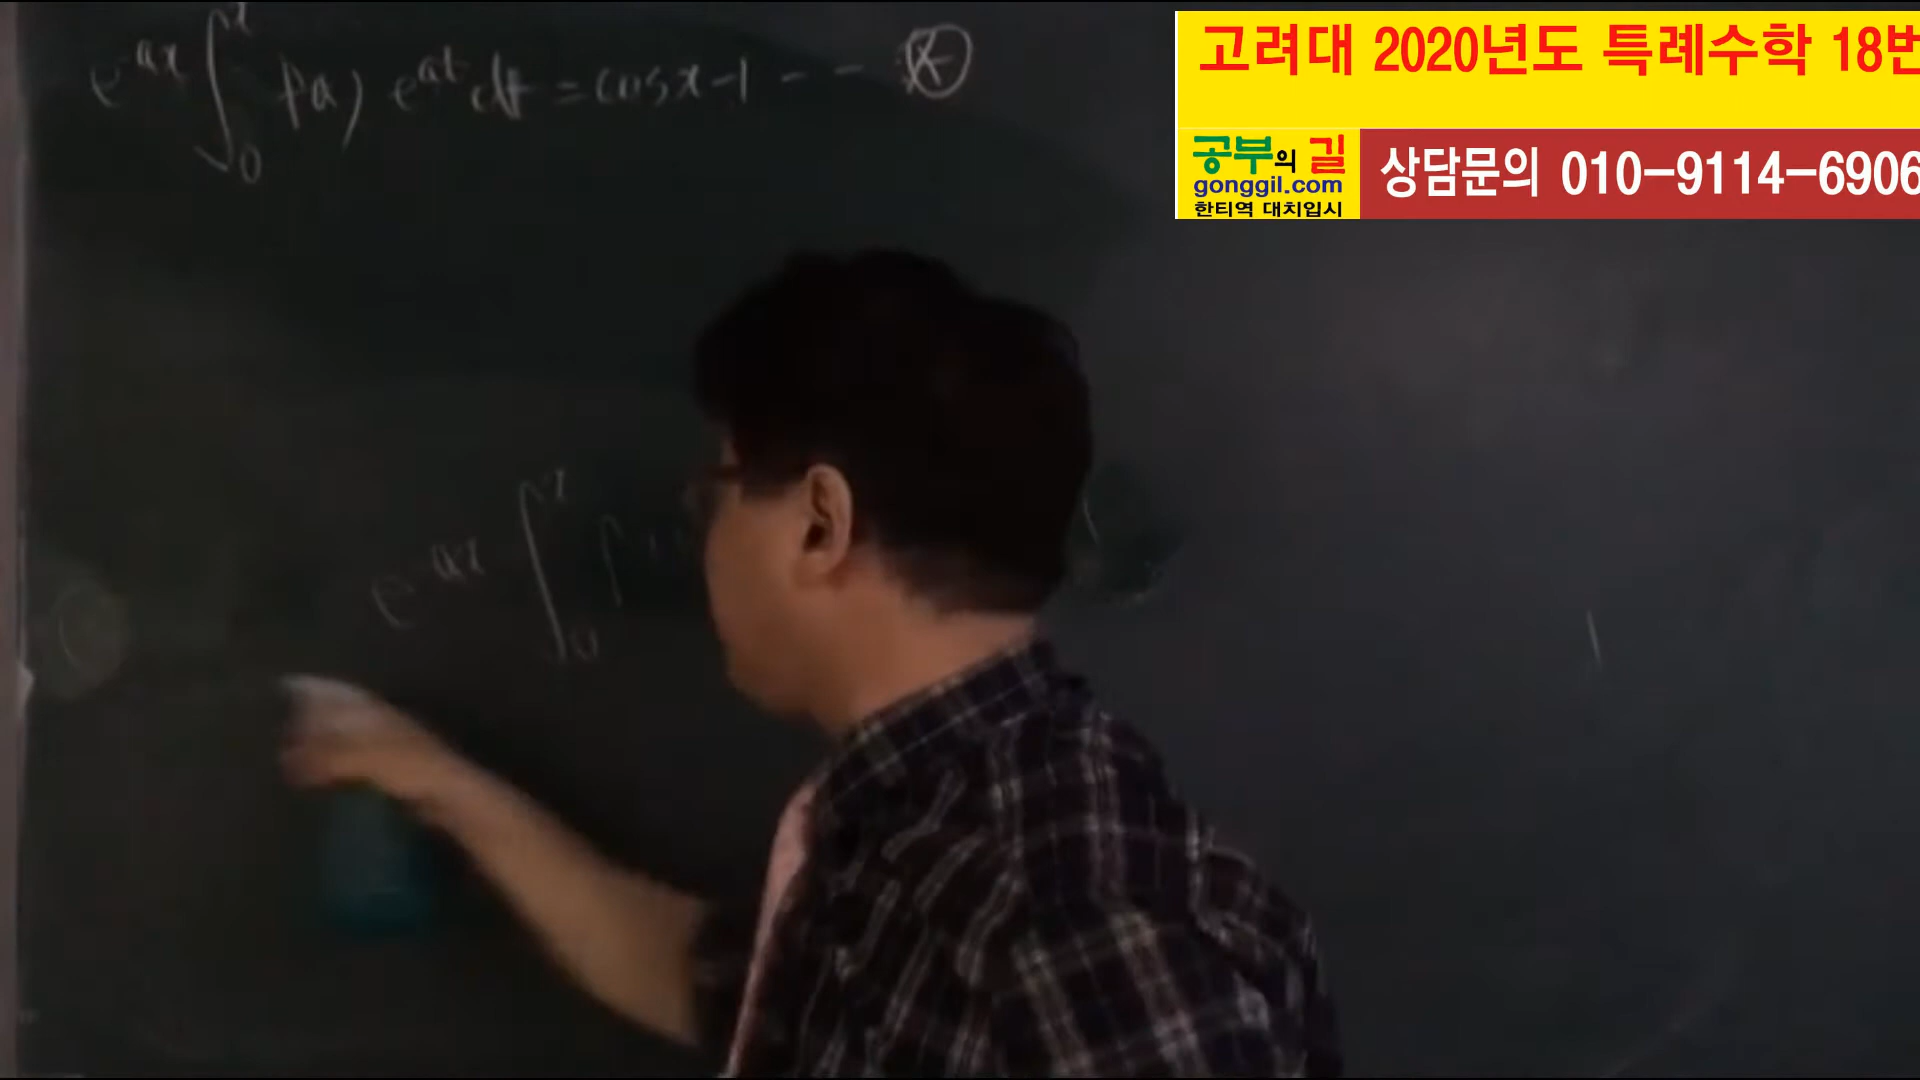 고려대 2020년도 특례수학 18번
공부의 길
gonggil.com
한티역 대치입시
상담문의 010-9114-6906
e^-ax ∫_0^x f(t) e^at dt = cosx-1 -- ⊛
e^-ax ∫_0^x f